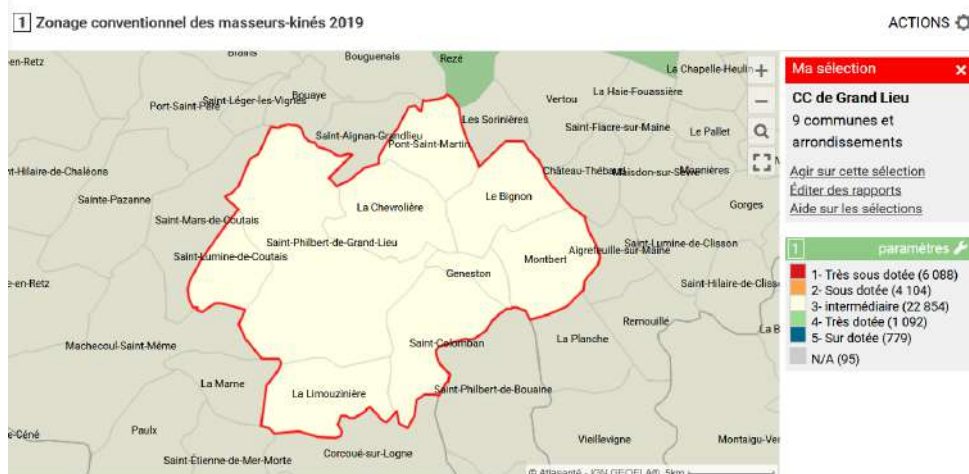 1 Zonage conventionnel des masseurs-kinés 2019
ACTIONS
en-Retz
Brains
Bouguenais
Rezé
La Chapelle-Heulin
Port-Saint-Père
Saint-Léger-les-Vignes
Bouaye
Vertou
La Haie-Fouassière
Les Sorinières
Saint-Aignan-Grandlieu
Pont-Saint-Martin
Saint-Fiacre-sur-Maine
Le Pallet
nt-Hilaire-de-Chaléons
Château-Thébaud
Maisdon-sur-Sèvre
Monnières
Sainte-Pazanne
La Chevrolière
Le Bignon
Gorges
Saint-Mars-de-Coutais
Saint-Philbert-de-Grand-Lieu
Saint-Lumine-de-Coutais
Montbert
Aigrefeuille-sur-Maine
Saint-Lumine-de-Clisson
Geneston
e-en-Retz
Saint-Hilaire-de-Cliss
Remouillé
La B
Machecoul-Saint-Même
Saint-Colomban
La Planche
La Marne
La Limouzinière
Saint-Philbert-de-Bouaine
Paulx
e-Céné
Vieillevigne
Montaigu-Ve
Saint-Étienne-de-Mer-Morte
Corcoué-sur-Logne
© Atlasanté - IGN GEOFLA®, 5km
Ma sélection ×
CC de Grand Lieu
9 communes et
arrondissements
Agir sur cette sélection
Éditer des rapports
Aide sur les sélections
1 paramètres
1- Très sous dotée (6 088)
2- Sous dotée (4 104)
3- intermédiaire (22 854)
4- Très dotée (1 092)
5- Sur dotée (779)
N/A (95)